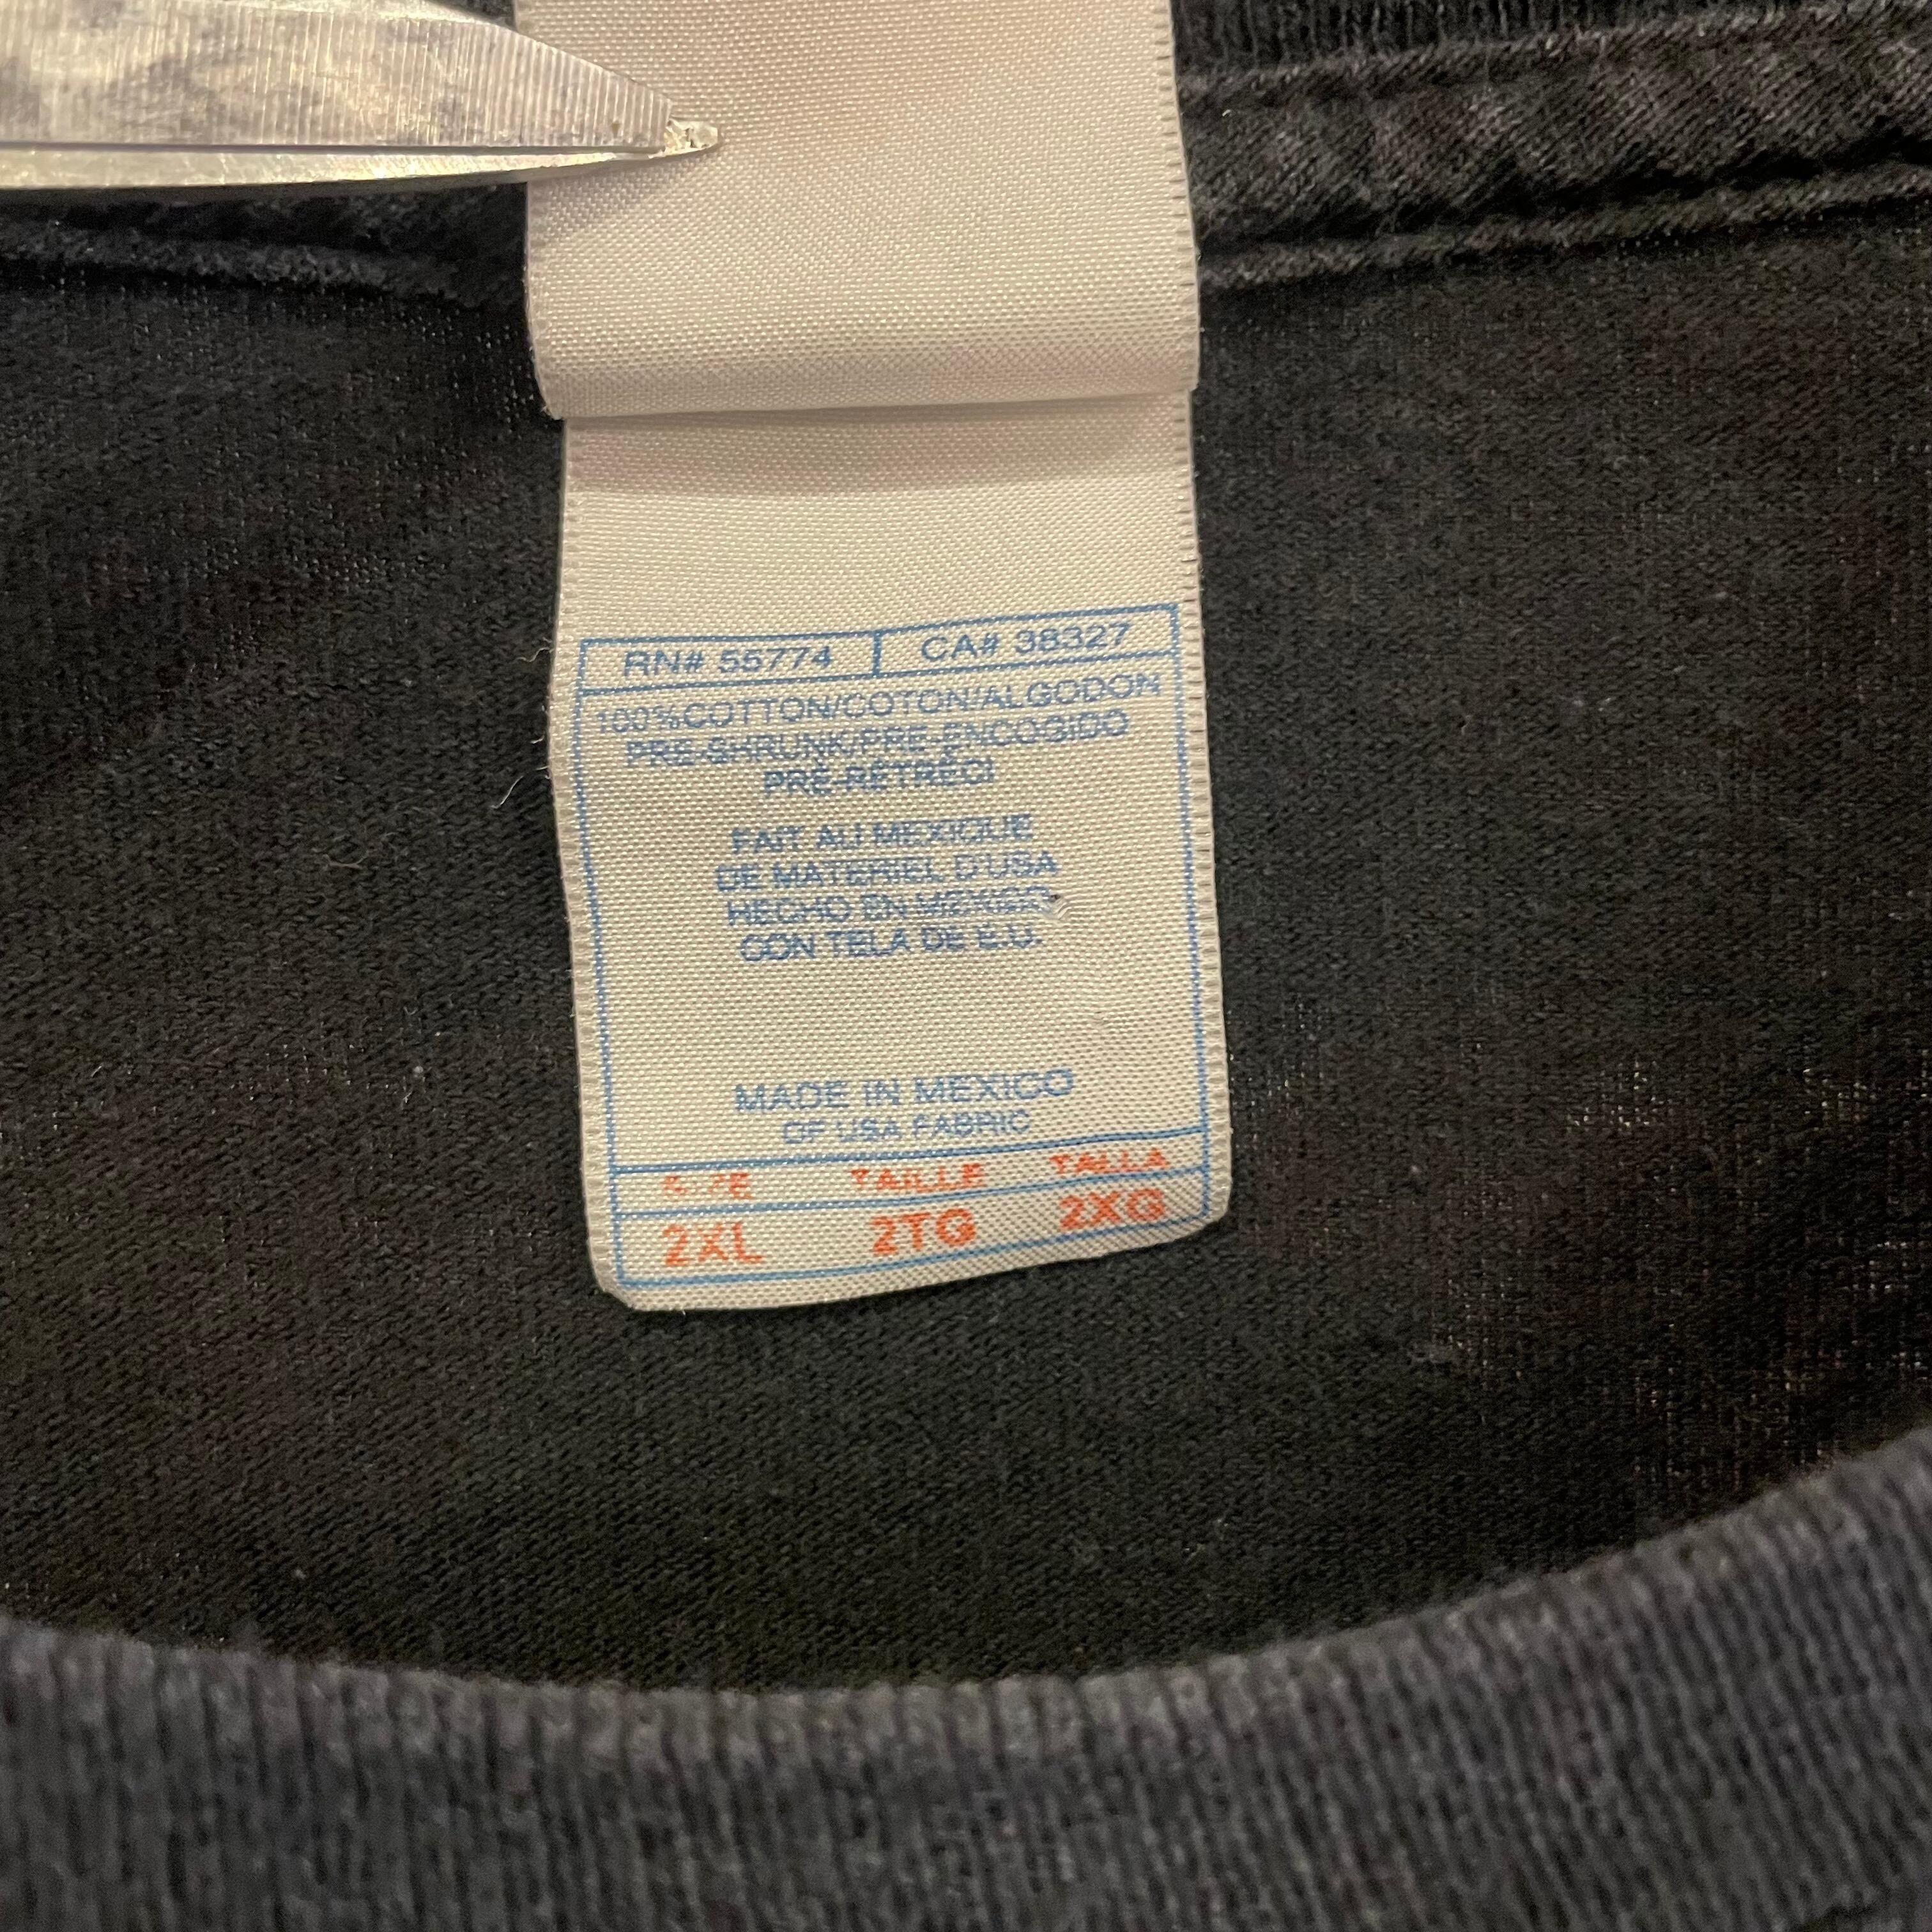 RN# 55774 CA# 38327
100%COTTON/COTON/ALGODON
PRE-SHRUNK/PRE-ENCOGIDO
PRÉ-RÉTRÉCI
FAIT AU MEXIQUE
DE MATERIEL D'USA
HECHO EN MEXICO
CON TELA DE E.U.
MADE IN MEXICO
OF USA FABRIC
SIZE TAILLE TALLA
2XL 2TG 2XG